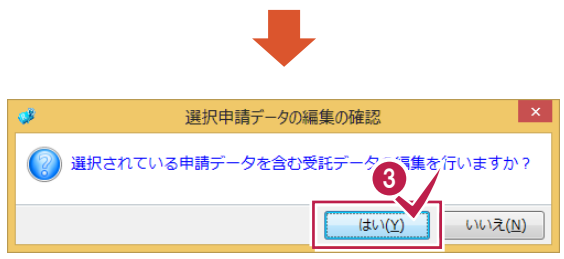 選択申請データの編集の確認
選択されている申請データを含む受託データの編集を行いますか？
3
はい(Y)
いいえ(N)